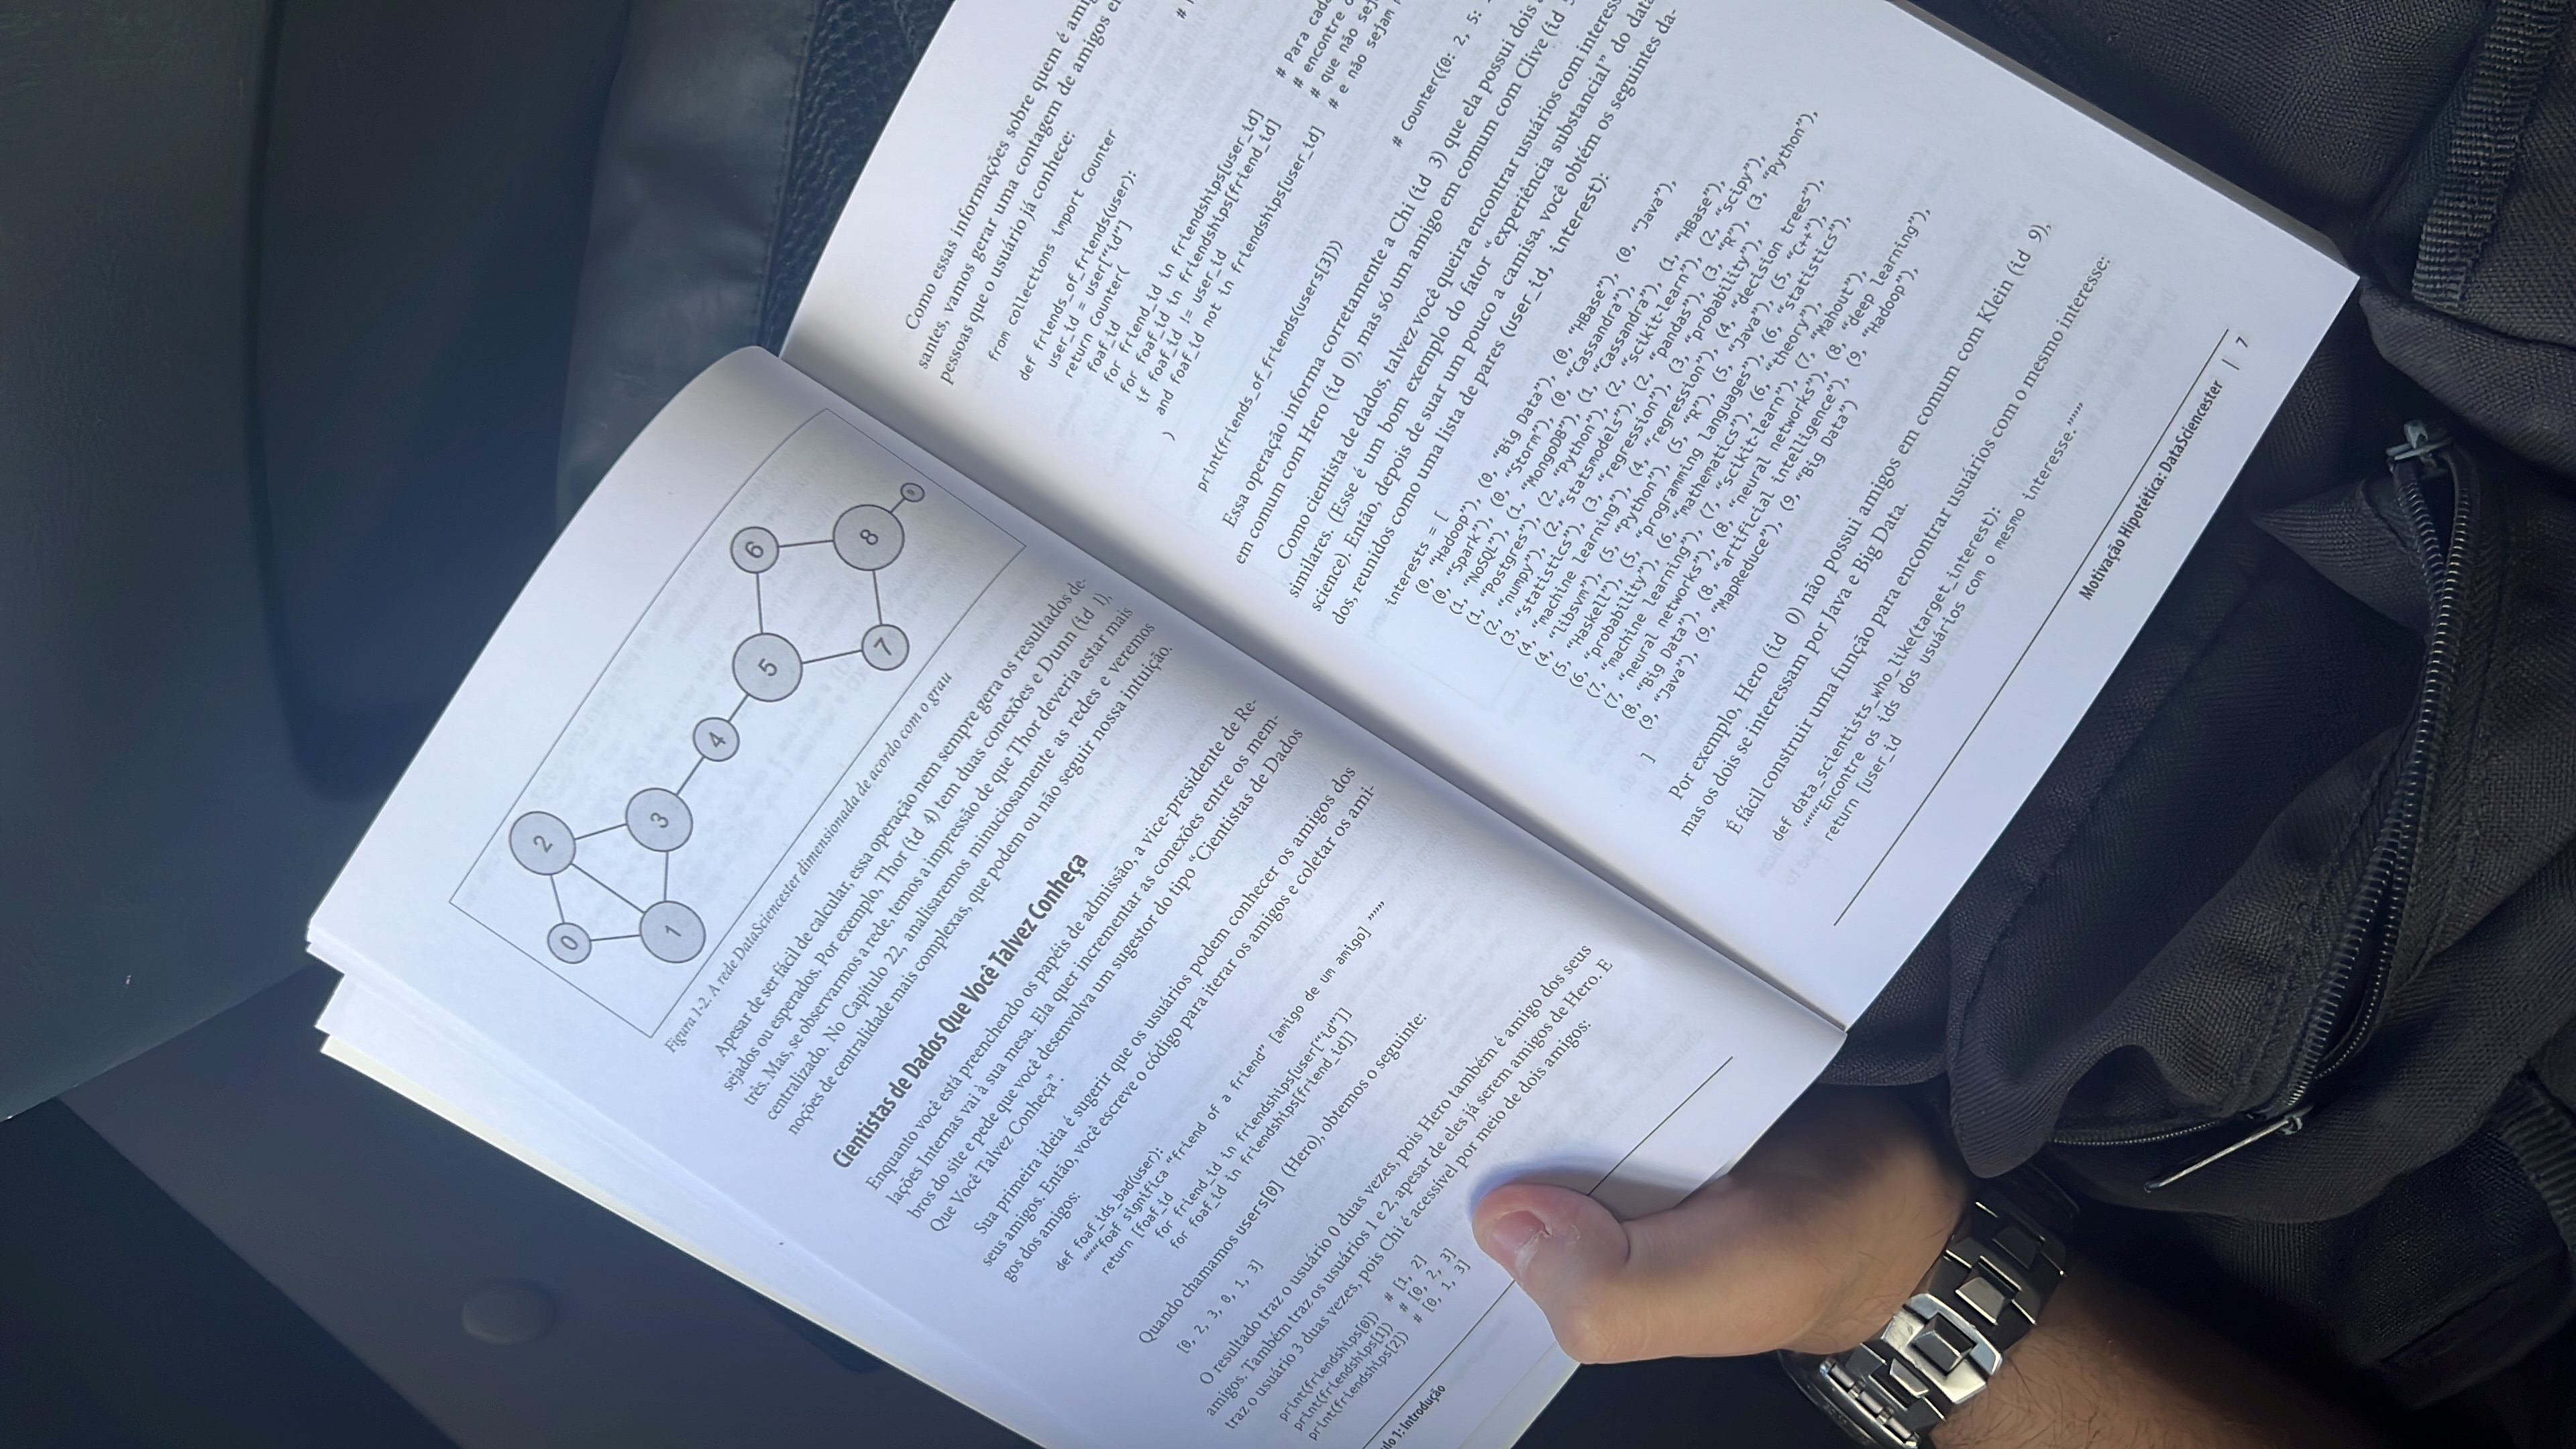 0
2
1
3
4
5
6
7
8
9
Figura 1-2. A rede DataSciencester dimensionada de acordo com o grau
Apesar de ser fácil de calcular, essa operação nem sempre gera os resultados de-
sejados ou esperados. Por exemplo, Thor (id 4) tem duas conexões e Dunn (id 1),
três. Mas, se observarmos a rede, temos a impressão de que Thor deveria estar mais
centralizado. No Capítulo 22, analisaremos minuciosamente as redes e veremos
noções de centralidade mais complexas, que podem ou não seguir nossa intuição.
Cientistas de Dados Que Você Talvez Conheça
Enquanto você está preenchendo os papéis de admissão, a vice-presidente de Re-
lações Internas vai à sua mesa. Ela quer incrementar as conexões entre os mem-
bros do site e pede que você desenvolva um sugestor do tipo “Cientistas de Dados
Que Você Talvez Conheça”.
Sua primeira ideia é sugerir que os usuários podem conhecer os amigos dos
seus amigos. Então, você escreve o código para iterar os amigos e coletar os ami-
gos dos amigos:
def foaf_ids_bad(user):
“““foaf significa “friend of a friend” [amigo de um amigo] ”””
return [foaf_id
for friend_id in friendships[user[“id”]]
for foaf_id in friendships[friend_id]]
Quando chamamos users[0] (Hero), obtemos o seguinte:
[0, 2, 3, 0, 1, 3]
O resultado traz o usuário 0 duas vezes, pois Hero também é amigo dos seus
amigos. Também traz os usuários 1 e 2, apesar de eles já serem amigos de Hero. E
traz o usuário 3 duas vezes, pois Chi é acessível por meio de dois amigos:
print(friendships[0]) # [1, 2]
print(friendships[1]) # [0, 2, 3]
print(friendships[2]) # [0, 1, 3]
ulo 1: Introdução
Como essas informações sobre quem é ami
santes, vamos gerar uma contagem de amigos e
pessoas que o usuário já conhece:
from collections import Counter
def friends_of_friends(user):
user_id = user[“id”]
return Counter(
foaf_id
for friend_id in friendships[user_id] # Para cada
for foaf_id in friendships[friend_id] # encontre
if foaf_id != user_id # que não sej
and foaf_id not in friendships[user_id] # e não sejam
)
print(friends_of_friends(users[3])) # Counter({0: 2, 5:
Essa operação informa corretamente a Chi (id 3) que ela possui dois
em comum com Hero (id 0), mas só um amigo em comum com Clive (id
Como cientista de dados, talvez você queira encontrar usuários com interess
similares. (Esse é um bom exemplo do fator “experiência substancial” do data
science). Então, depois de suar um pouco a camisa, você obtém os seguintes da-
dos, reunidos como uma lista de pares (user_id, interest):
interests = [
(0, “Hadoop”), (0, “Big Data”), (0, “HBase”), (0, “Java”),
(0, “Spark”), (0, “Storm”), (0, “Cassandra”),
(1, “NoSQL”), (1, “MongoDB”), (1, “Cassandra”), (1, “HBase”),
(1, “Postgres”), (2, “Python”), (2, “scikit-learn”), (2, “scipy”),
(2, “numpy”), (2, “statsmodels”), (2, “pandas”), (3, “R”), (3, “Python”),
(3, “statistics”), (3, “regression”), (3, “probability”),
(4, “machine learning”), (4, “regression”), (4, “decision trees”),
(4, “libsvm”), (5, “Python”), (5, “R”), (5, “Java”), (5, “C++”),
(5, “Haskell”), (5, “programming languages”), (6, “statistics”),
(6, “probability”), (6, “mathematics”), (6, “theory”),
(7, “machine learning”), (7, “scikit-learn”), (7, “Mahout”),
(7, “neural networks”), (8, “neural networks”), (8, “deep learning”),
(8, “Big Data”), (8, “artificial intelligence”), (9, “Hadoop”),
(9, “Java”), (9, “MapReduce”), (9, “Big Data”)
]
Por exemplo, Hero (id 0) não possui amigos em comum com Klein (id 9),
mas os dois se interessam por Java e Big Data.
É fácil construir uma função para encontrar usuários com o mesmo interesse:
def data_scientists_who_like(target_interest):
“““Encontre os ids dos usuários com o mesmo interesse.”””
return [user_id
Motivação Hipotética: DataSciencester | 7